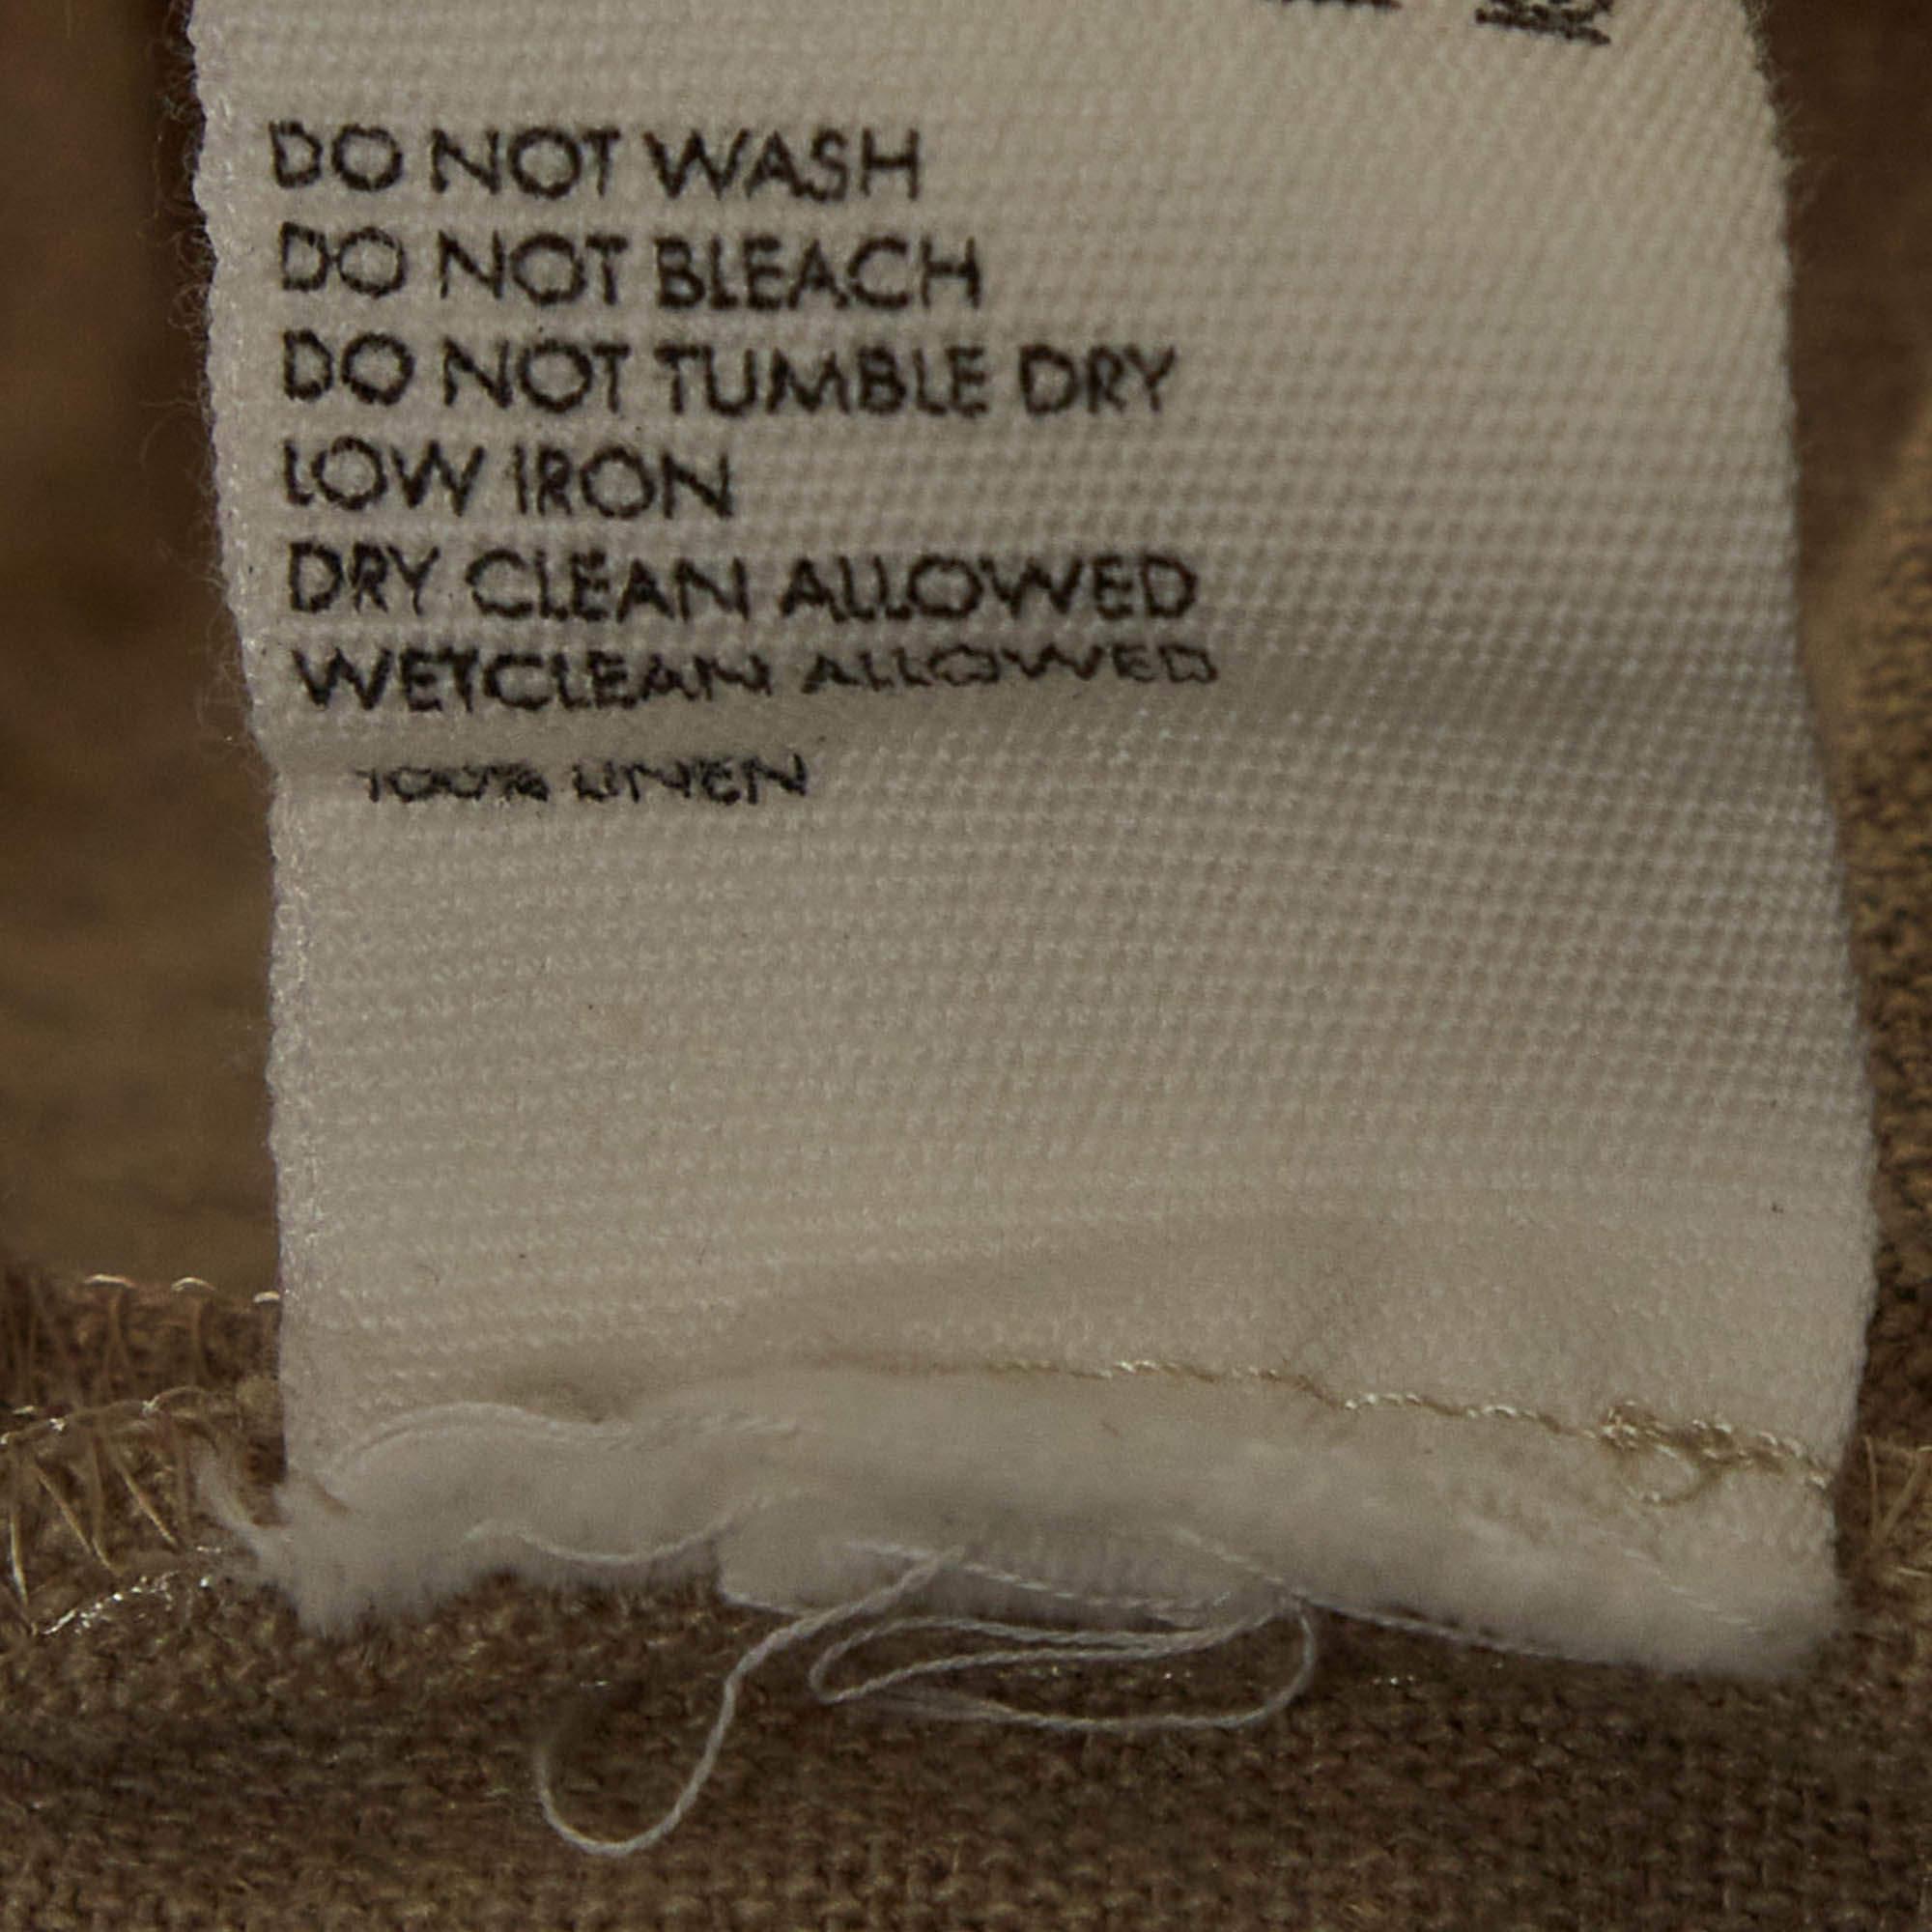 DO NOT WASH
DO NOT BLEACH
DO NOT TUMBLE DRY
LOW IRON
DRY CLEAN ALLOWED
WETCLEAN ALLOWED
100% LINEN